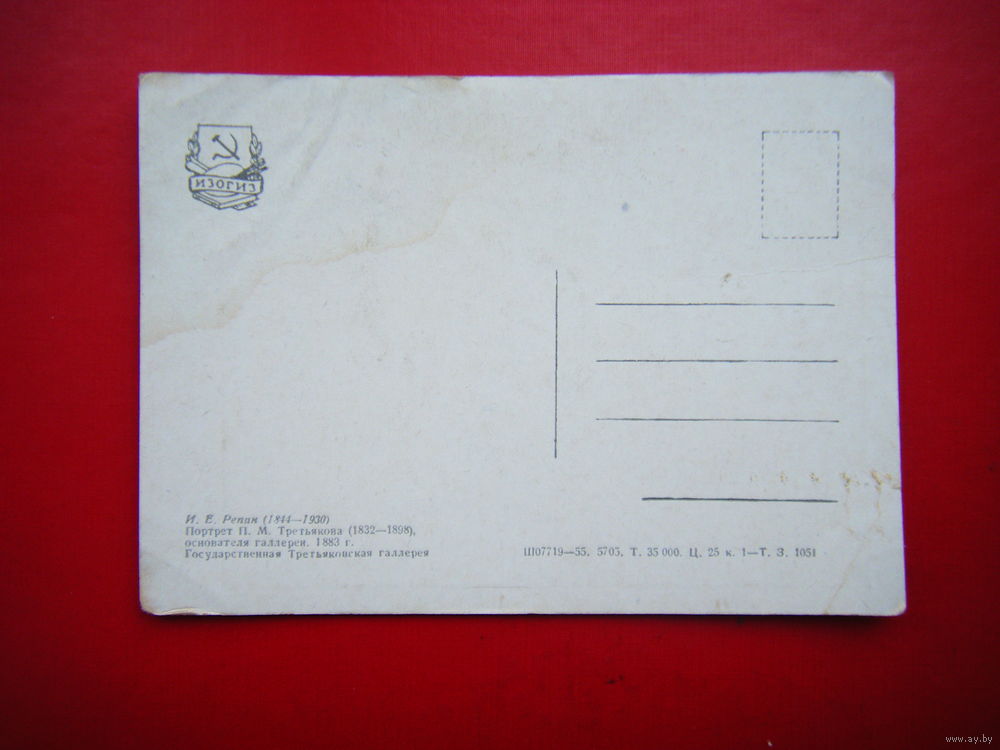 ИЗОГИЗ
И. Е. Репин (1844—1930)
Портрет П. М. Третьякова (1832—1898),
основателя галлереи. 1883 г.
Государственная Третьяковская галлерея
Ш07719—55. 5705. Т. 35 000. Ц. 25 к. 1—Т. З. 1051
www.ay.by